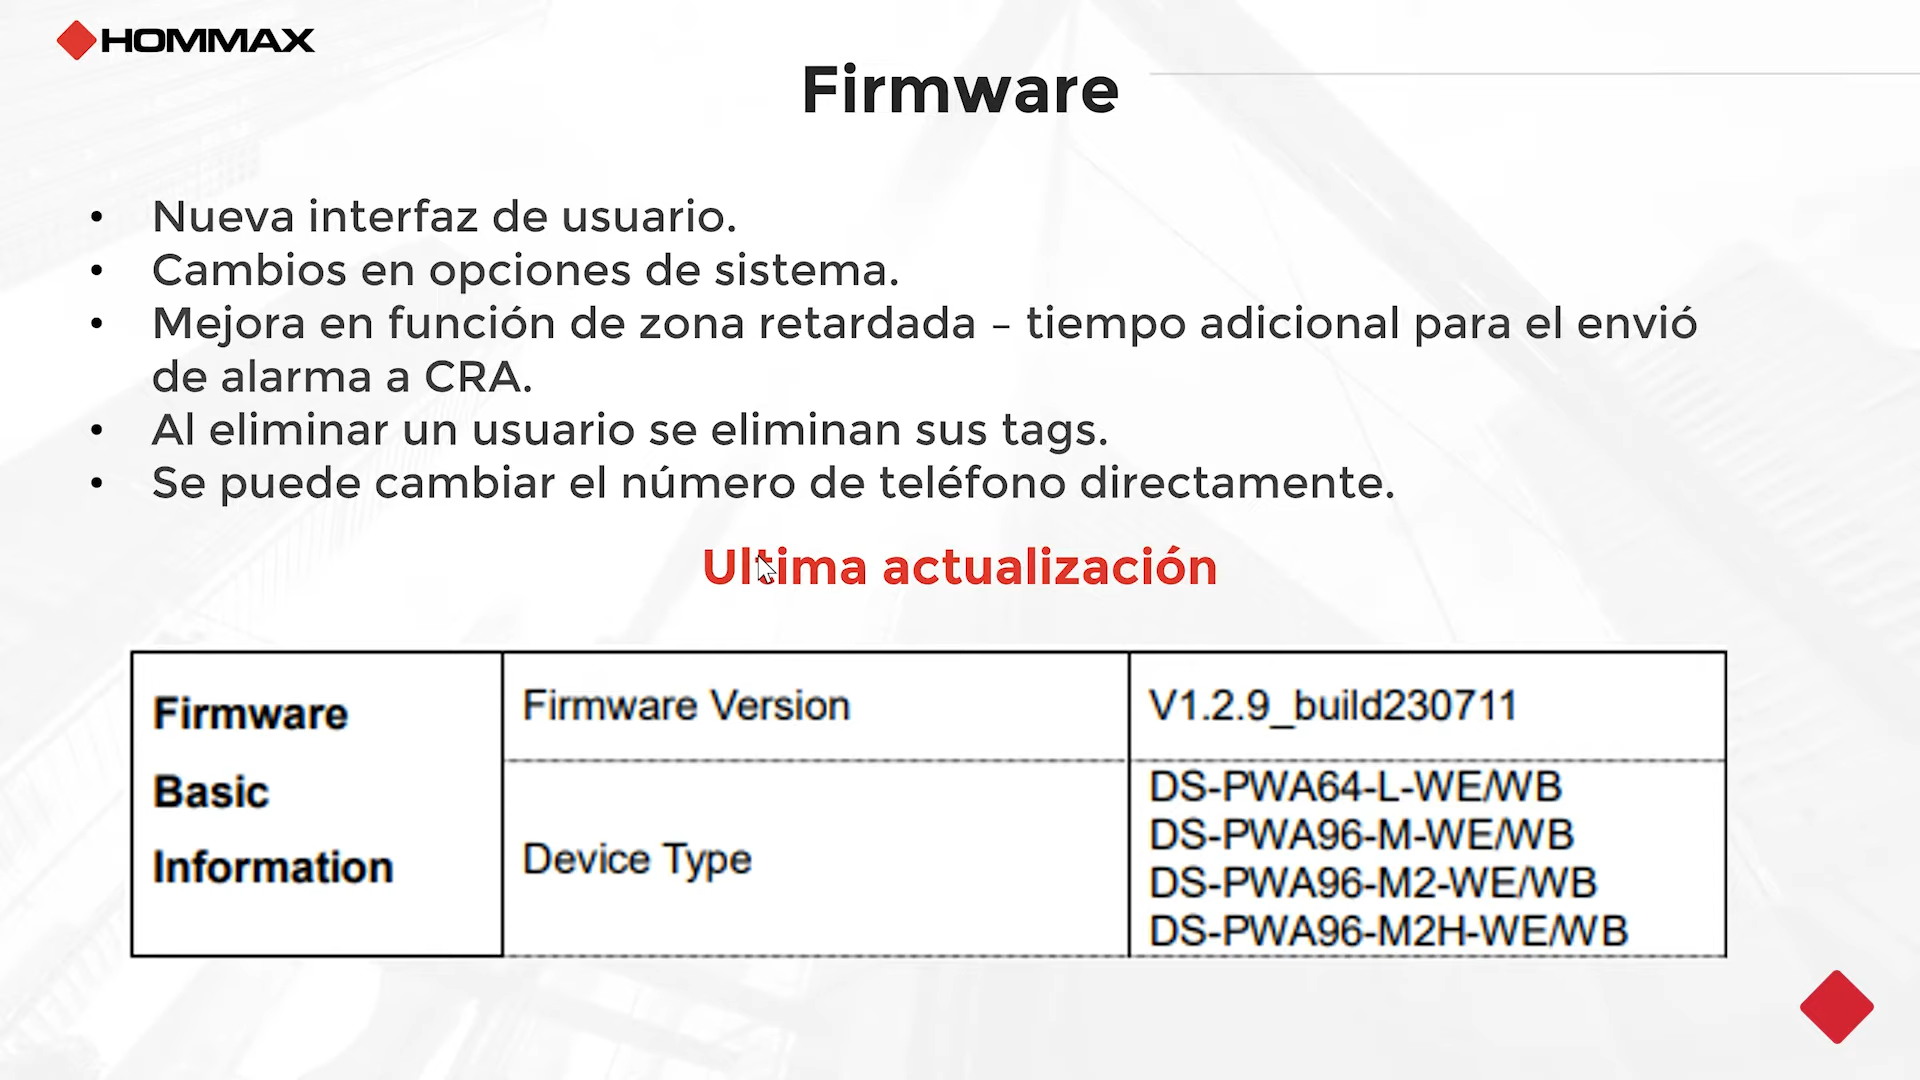 HOMMAX
Firmware
• Nueva interfaz de usuario.
• Cambios en opciones de sistema.
• Mejora en función de zona retardada – tiempo adicional para el envió
de alarma a CRA.
• Al eliminar un usuario se eliminan sus tags.
• Se puede cambiar el número de teléfono directamente.
Ultima actualización
Firmware
Basic
Information
Firmware Version
V1.2.9_build230711
Device Type
DS-PWA64-L-WE/WB
DS-PWA96-M-WE/WB
DS-PWA96-M2-WE/WB
DS-PWA96-M2H-WE/WB